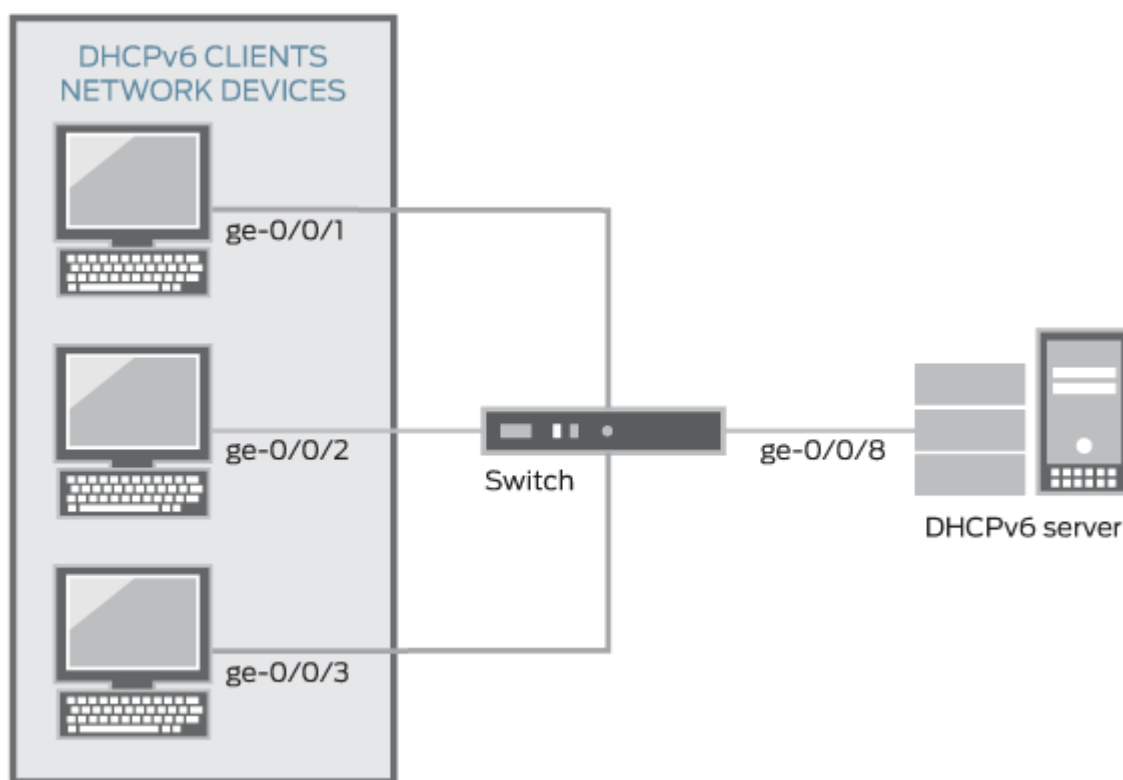 DHCPv6 CLIENTS
NETWORK DEVICES
ge-0/0/1
ge-0/0/2
ge-0/0/8
Switch
DHCPv6 server
ge-0/0/3